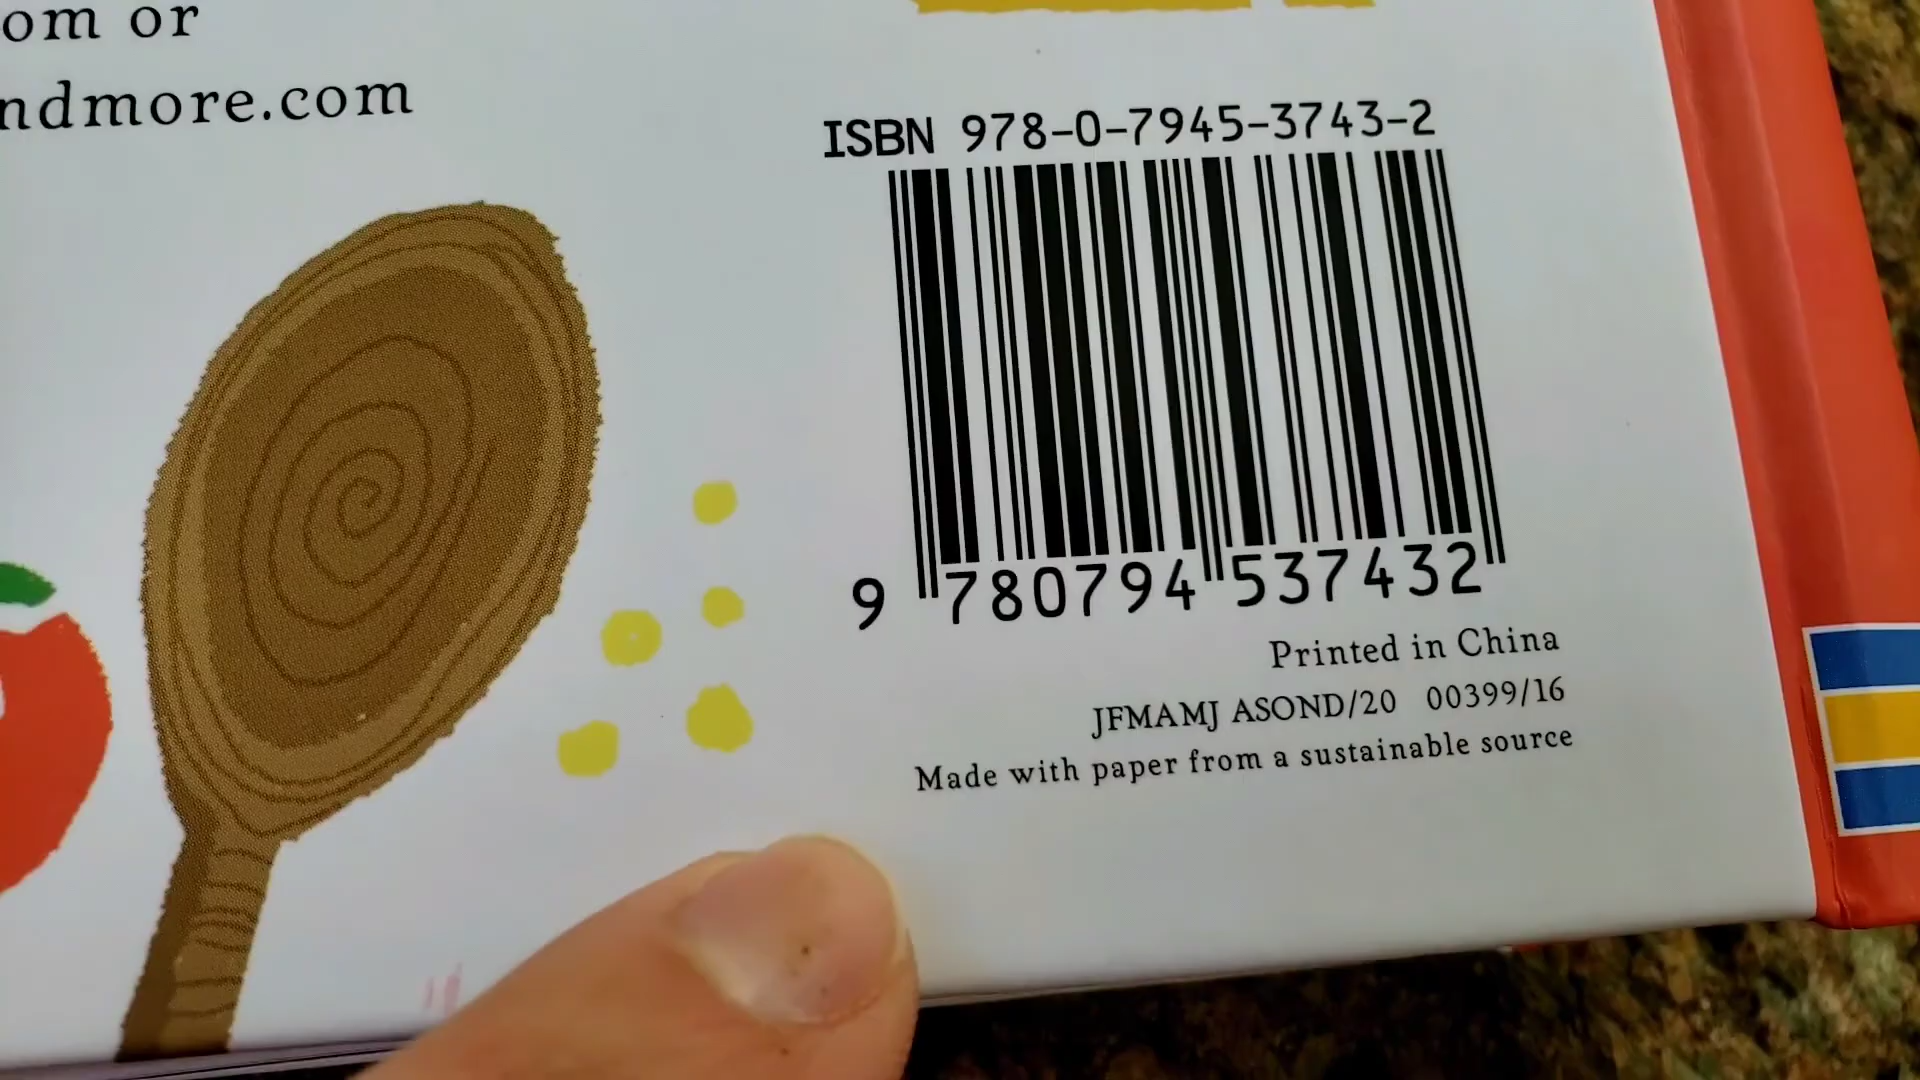 om or
ndmore.com
ISBN 978-0-7945-3743-2
9 780794 537432
Printed in China
JFMAMJ ASOND/20 00399/16
Made with paper from a sustainable source